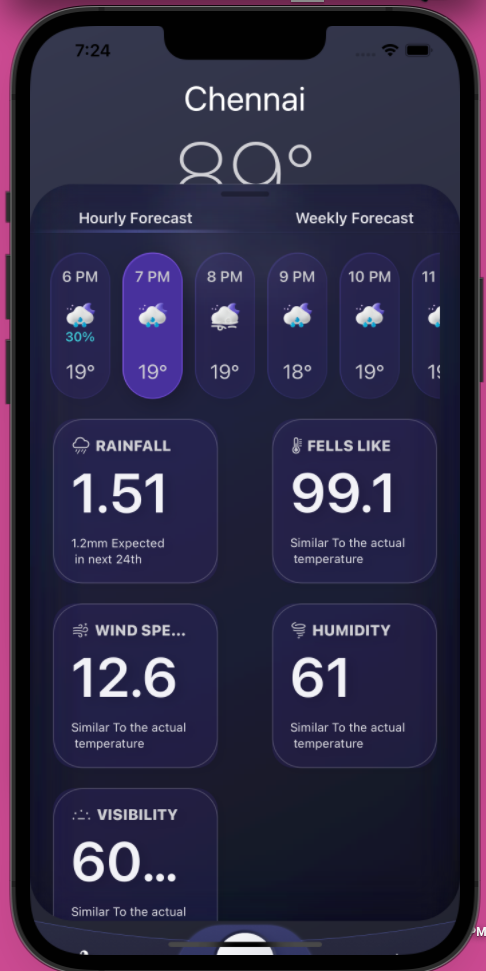 7:24
Chennai
89°
Hourly Forecast Weekly Forecast
6 PM 7 PM 8 PM 9 PM 10 PM 11
30%
19° 19° 19° 18° 19°
RAINFALL FELLS LIKE
1.51 99.1
1.2mm Expected Similar To the actual
in next 24th temperature
WIND SPE... HUMIDITY
12.6 61
Similar To the actual Similar To the actual
temperature temperature
VISIBILITY
60...
Similar To the actual
PM